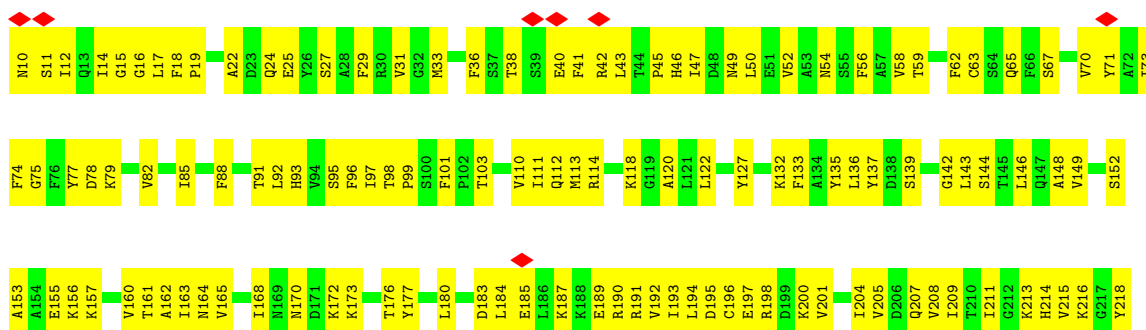 N10 S11 I12 Q13 I14 G15 G16 L17 F18 P19 A22 D23 Q24 E25 Y26 S27 A28 F29 R30 V31 G32 M33 F36 S37 T38 S39 E40 F41 R42 L43 T44 P45 H46 I47 D48 N49 L50 E51 V52 A53 N54 S55 F56 A57 V58 T59 F62 C63 S64 Q65 F66 S67 V70 Y71 A72
F74 G75 F76 Y77 D78 K79 V82 I85 F88 T91 L92 H93 V94 S95 F96 I97 T98 P99 S100 F101 P102 T103 V110 I111 Q112 M113 R114 K118 G119 A120 L121 L122 Y127 K132 F133 A134 Y135 L136 Y137 D138 S139 G142 L143 S144 T145 L146 Q147 A148 V149 S152
A153 A154 E155 K156 K157 V160 T161 A162 I163 N164 V165 I168 N169 N170 D171 K172 K173 T176 Y177 L180 D183 L184 E185 L186 K187 K188 E189 R190 R191 V192 I193 L194 D195 C196 E197 R198 D199 K200 V201 I204 V205 D206 Q207 V208 I209 T210 I211 G212 K213 H214 V215 K216 G217 Y218